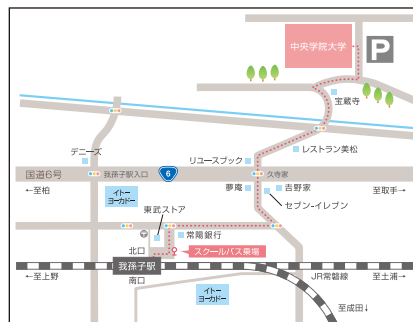 中央学院大学
P
宝蔵寺
レストラン美松
デニーズ
リユースブック
国道6号
我孫子駅入口
6
久寺家
←至柏
イトー
ヨーカドー
夢庵
吉野家
至取手→
セブン-イレブン
東武ストア
常陽銀行
北口
スクールバス乗場
我孫子駅
←至上野
南口
JR常磐線
至土浦→
イトー
ヨーカドー
至成田↓